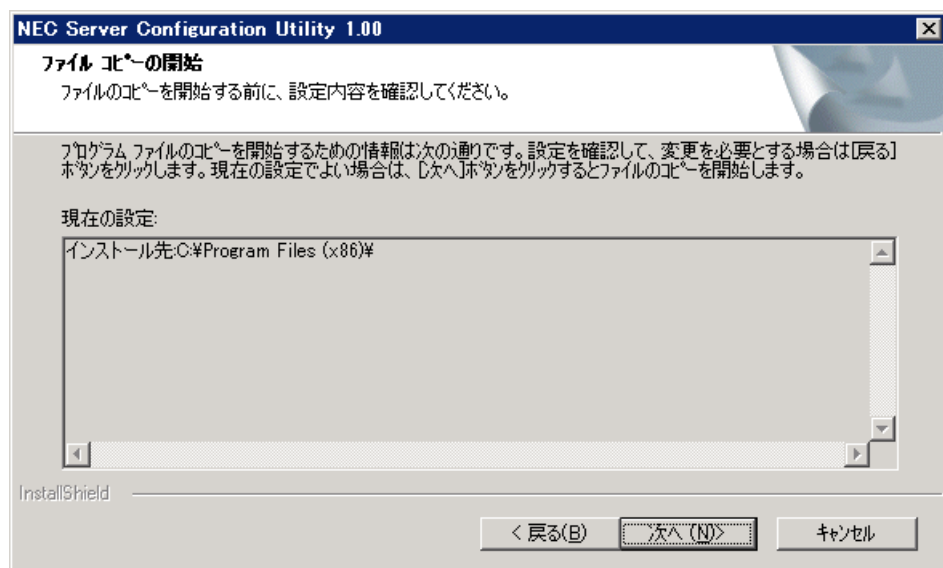 NEC Server Configuration Utility 1.00
ファイル コピーの開始
ファイルのコピーを開始する前に、設定内容を確認してください。
プログラム ファイルのコピーを開始するための情報は次の通りです。設定を確認して、変更を必要とする場合は[戻る]
ボタンをクリックします。現在の設定でよい場合は、[次へ]ボタンをクリックするとファイルのコピーを開始します。
現在の設定:
インストール先:C:¥Program Files (x86)¥
InstallShield
< 戻る(B)
次へ (N)>
キャンセル